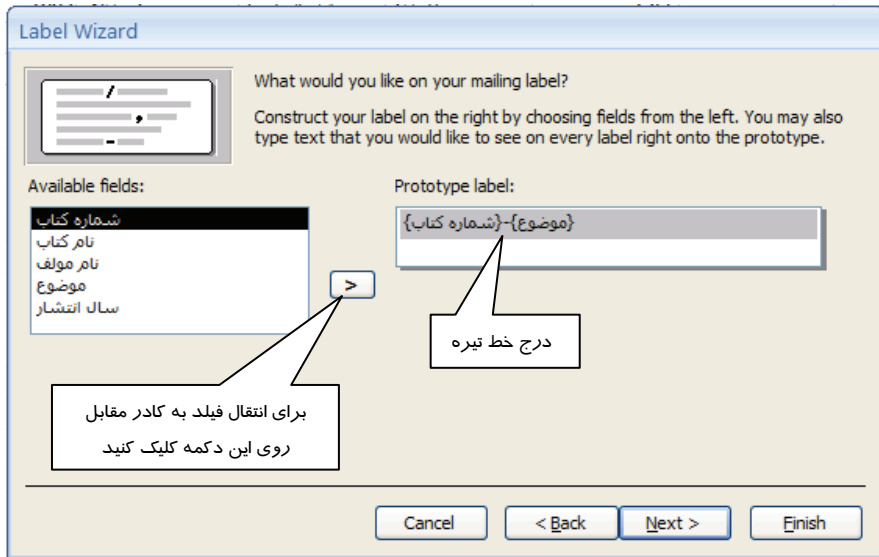 Label Wizard
What would you like on your mailing label?
Construct your label on the right by choosing fields from the left. You may also
type text that you would like to see on every label right onto the prototype.
Available fields:
شماره کتاب
نام کتاب
نام مولف
موضوع
سال انتشار
>
Prototype label:
{موضوع}-{شماره کتاب}
درج خط تیره
برای انتقال فیلد به کادر مقابل
روی این دکمه کلیک کنید
Cancel
< Back
Next >
Finish